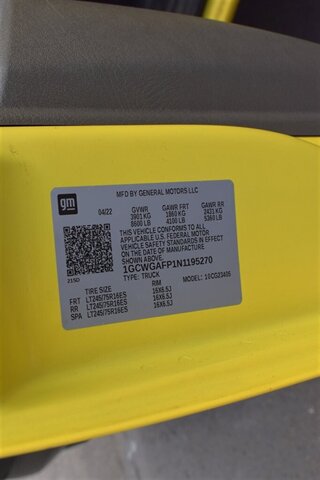 gm
MFD BY GENERAL MOTORS LLC
04/22 GVWR GAWR FRT GAWR RR
3901 KG 1860 KG 2431 KG
8600 LB 4100 LB 5360 LB
THIS VEHICLE CONFORMS TO ALL
APPLICABLE U.S. FEDERAL MOTOR
VEHICLE SAFETY STANDARDS IN EFFECT
ON THE DATE OF MANUFACTURE
SHOWN ABOVE.
1GCWGAFP1N1195270
21SD TYPE: TRUCK MODEL: 10CG23405
TIRE SIZE RIM
FRT LT245/75R16ES 16X6.5J
RR LT245/75R16ES 16X6.5J
SPA LT245/75R16ES 16X6.5J